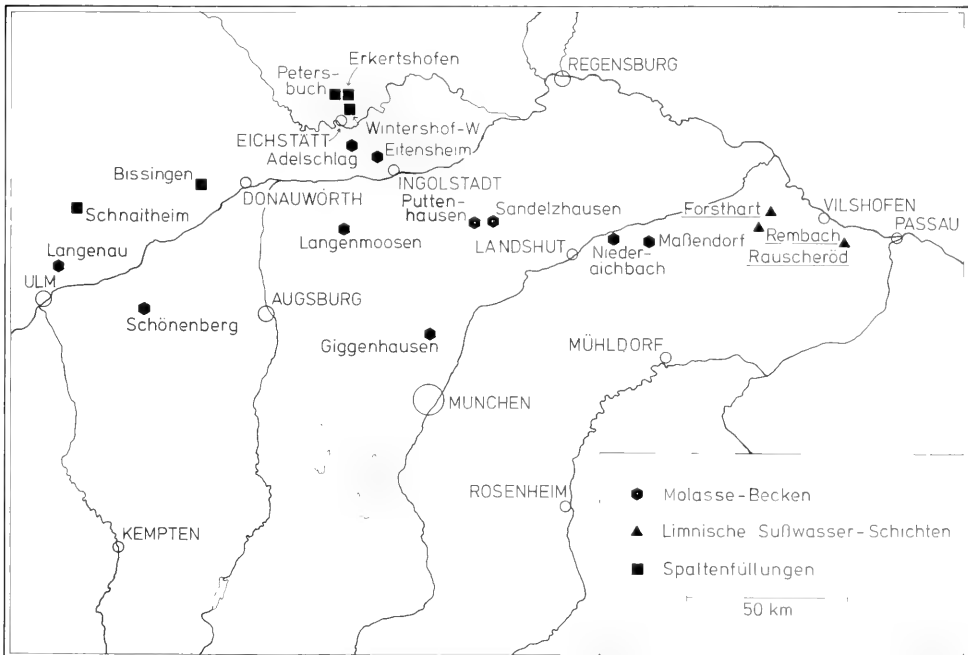 Erkertshofen
Peters-
buch
REGENSBURG
Wintershof-W
EICHSTÄTT
Adelschlag
Eitensheim
Bissingen
INGOLSTADT
DONAUWÖRTH
Putten-
hausen
Sandelzhausen
Schnaitheim
Forsthart
VILSHOFEN
PASSAU
Langenmoosen
LANDSHUT
Rembach
Nieder-
aichbach
Maßendorf
Rauscheröd
Langenau
ULM
AUGSBURG
Schönenberg
Giggenhausen
MÜHLDORF
MÜNCHEN
ROSENHEIM
Molasse-Becken
Limnische Süßwasser-Schichten
KEMPTEN
Spaltenfüllungen
50 km